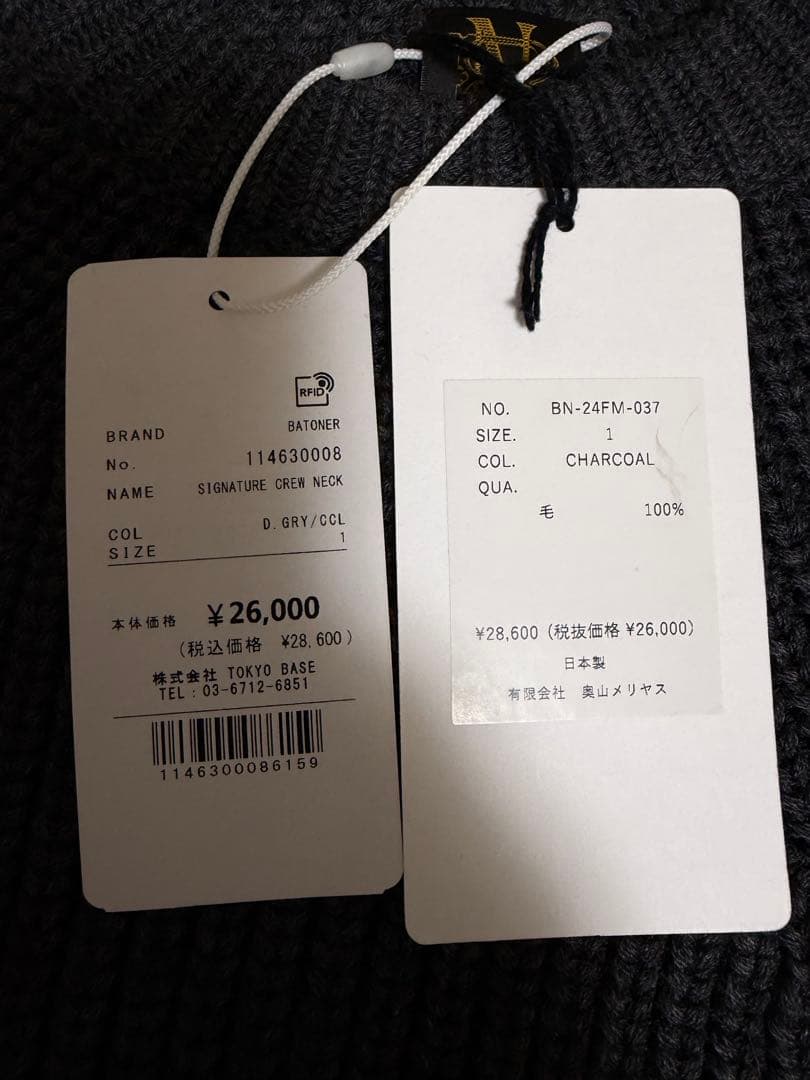 RFID
BRAND BATONER
No. 114630008
NAME SIGNATURE CREW NECK
COL D.GRY/CCL
SIZE 1
本体価格 ¥26,000
(税込価格 ¥28,600)
株式会社 TOKYO BASE
TEL:03-6712-6851
1146300086159
NO. BN-24FM-037
SIZE. 1
COL. CHARCOAL
QUA.
毛 100%
¥28,600 (税抜価格 ¥26,000)
日本製
有限会社 奥山メリヤス